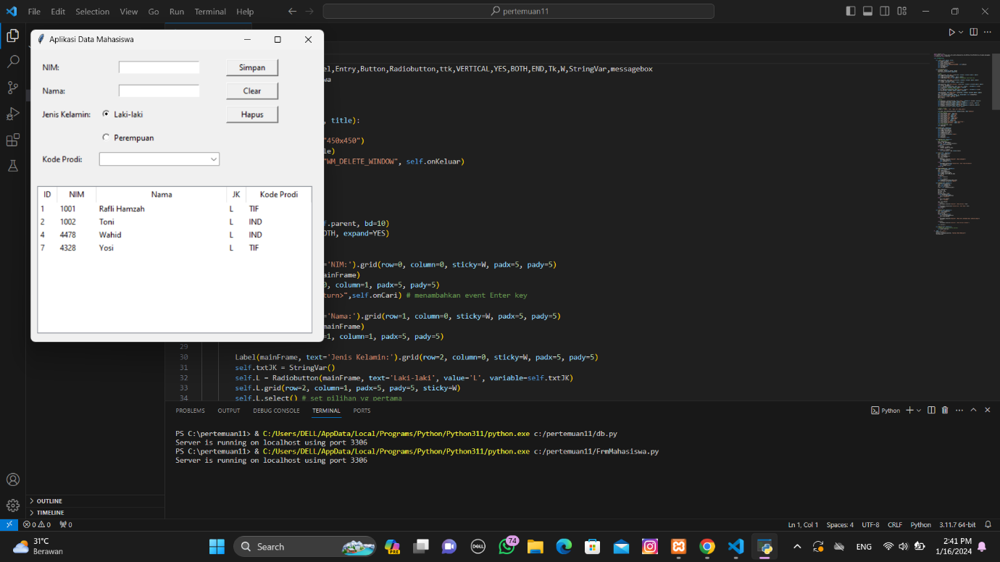 File Edit Selection View Go Run Terminal Help
pertemuan11
Aplikasi Data Mahasiswa
NIM:
Simpan
Nama:
Clear
Jenis Kelamin: Laki-laki
Hapus
Perempuan
Kode Prodi:
ID NIM Nama JK Kode Prodi
1 1001 Rafli Hamzah L TIF
2 1002 Toni L IND
4 4478 Wahid L IND
7 4328 Yosi L TIF
el,Entry,Button,Radiobutton,ttk,VERTICAL,YES,BOTH,END,Tk,W,StringVar,messagebox
wa
, title):
"450x450")
le)
"WM_DELETE_WINDOW", self.onKeluar)
f.parent, bd=10)
OTH, expand=YES)
='NIM:').grid(row=0, column=0, sticky=W, padx=5, pady=5)
ainFrame)
0, column=1, padx=5, pady=5)
turn>",self.onCari) # menambahkan event Enter key
='Nama:').grid(row=1, column=0, sticky=W, padx=5, pady=5)
ainFrame)
=1, column=1, padx=5, pady=5)
29
30 Label(mainFrame, text='Jenis Kelamin:').grid(row=2, column=0, sticky=W, padx=5, pady=5)
31 self.txtJK = StringVar()
32 self.L = Radiobutton(mainFrame, text='Laki-laki', value='L', variable=self.txtJK)
33 self.L.grid(row=2, column=1, padx=5, pady=5, sticky=W)
34 self.L.select() # set pilihan yg pertama
PROBLEMS OUTPUT DEBUG CONSOLE TERMINAL PORTS
Python
PS C:\pertemuan11> & C:/Users/DELL/AppData/Local/Programs/Python/Python311/python.exe c:/pertemuan11/db.py
Server is running on localhost using port 3306
PS C:\pertemuan11> & C:/Users/DELL/AppData/Local/Programs/Python/Python311/python.exe c:/pertemuan11/FrmMahasiswa.py
Server is running on localhost using port 3306
OUTLINE
TIMELINE
0 0 0
Ln 1, Col 1 Spaces: 4 UTF-8 CRLF Python 3.11.7 64-bit
31°C
Berawan
Search
PRE
DELL
74
ENG
2:41 PM
1/16/2024